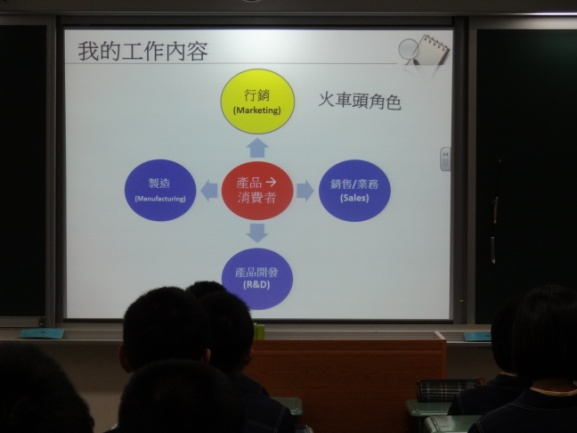 我的工作內容
行銷
(Marketing)
火車頭角色
製造
(Manufacturing)
產品→
消費者
銷售/業務
(Sales)
產品開發
(R&D)